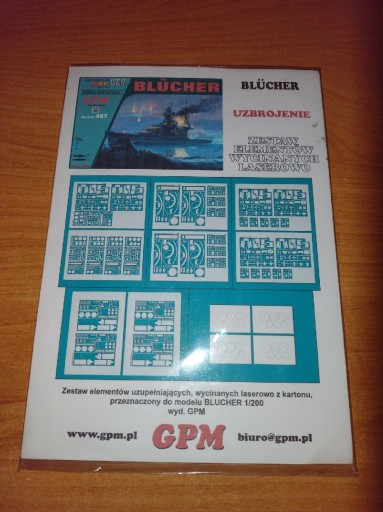 BLÜCHER
BLÜCHER
UZBROJENIE
ZESTAW
ELEMENTÓW
WYCINANYCH
LASEROWO
Zestaw elementów uzupełniających, wycinanych laserowo z kartonu,
przeznaczony do modelu BLUCHER 1/200
wyd. GPM
www.gpm.pl GPM biuro@gpm.pl